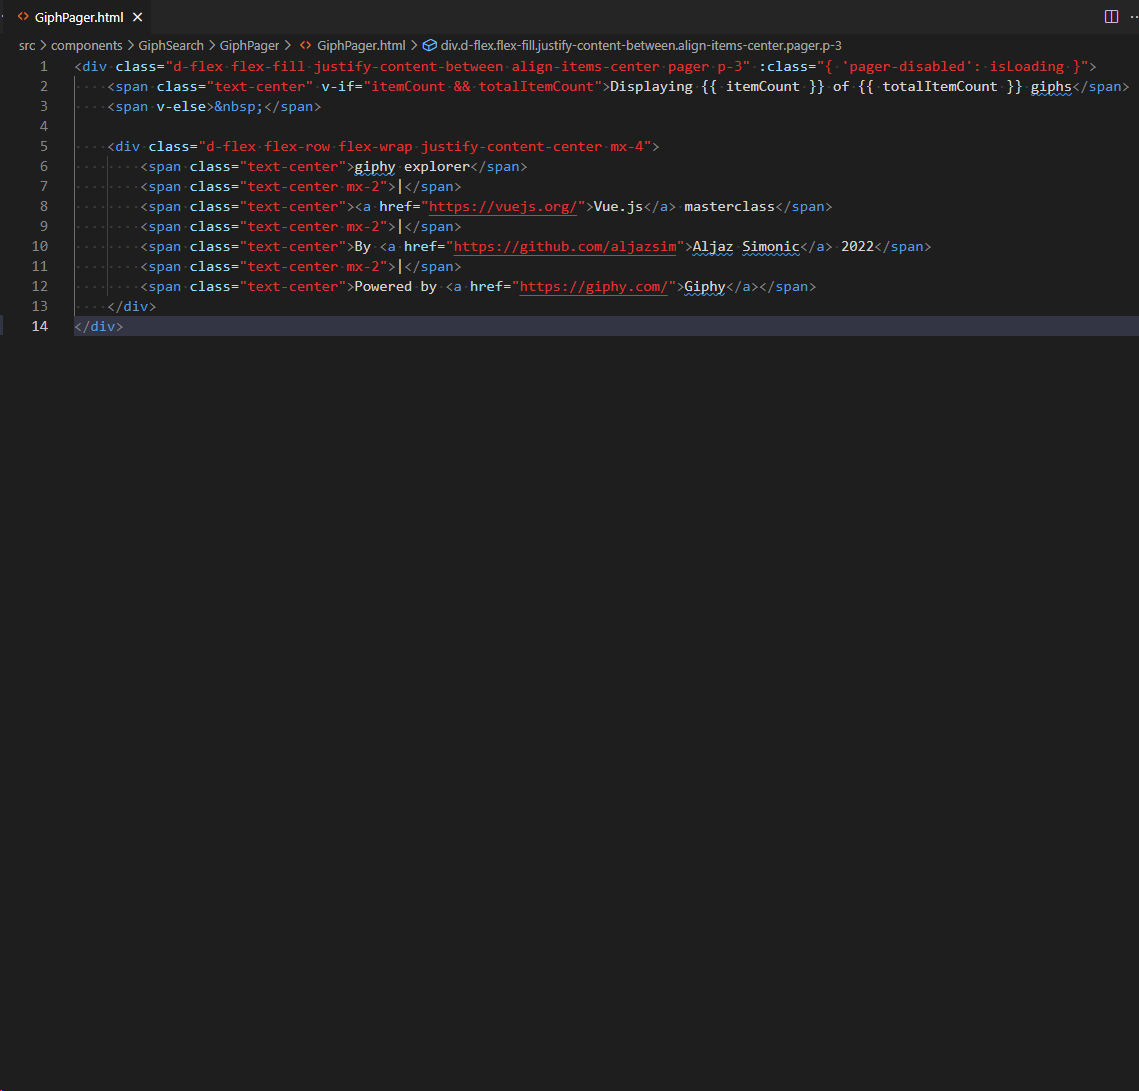 GiphPager.html
src > components > GiphSearch > GiphPager > GiphPager.html > div.d-flex.flex-fill.justify-content-between.align-items-center.pager.p-3
1 <div class="d-flex flex-fill justify-content-between align-items-center pager p-3" :class="{ 'pager-disabled': isLoading }">
2     <span class="text-center" v-if="itemCount && totalItemCount">Displaying {{ itemCount }} of {{ totalItemCount }} giphs</span>
3     <span v-else>&nbsp;</span>
4
5     <div class="d-flex flex-row flex-wrap justify-content-center mx-4">
6         <span class="text-center">giphy explorer</span>
7         <span class="text-center mx-2">|</span>
8         <span class="text-center"><a href="https://vuejs.org/">Vue.js</a> masterclass</span>
9         <span class="text-center mx-2">|</span>
10         <span class="text-center">By <a href="https://github.com/aljazsim">Aljaz Simonic</a> 2022</span>
11         <span class="text-center mx-2">|</span>
12         <span class="text-center">Powered by <a href="https://giphy.com/">Giphy</a></span>
13     </div>
14 </div>